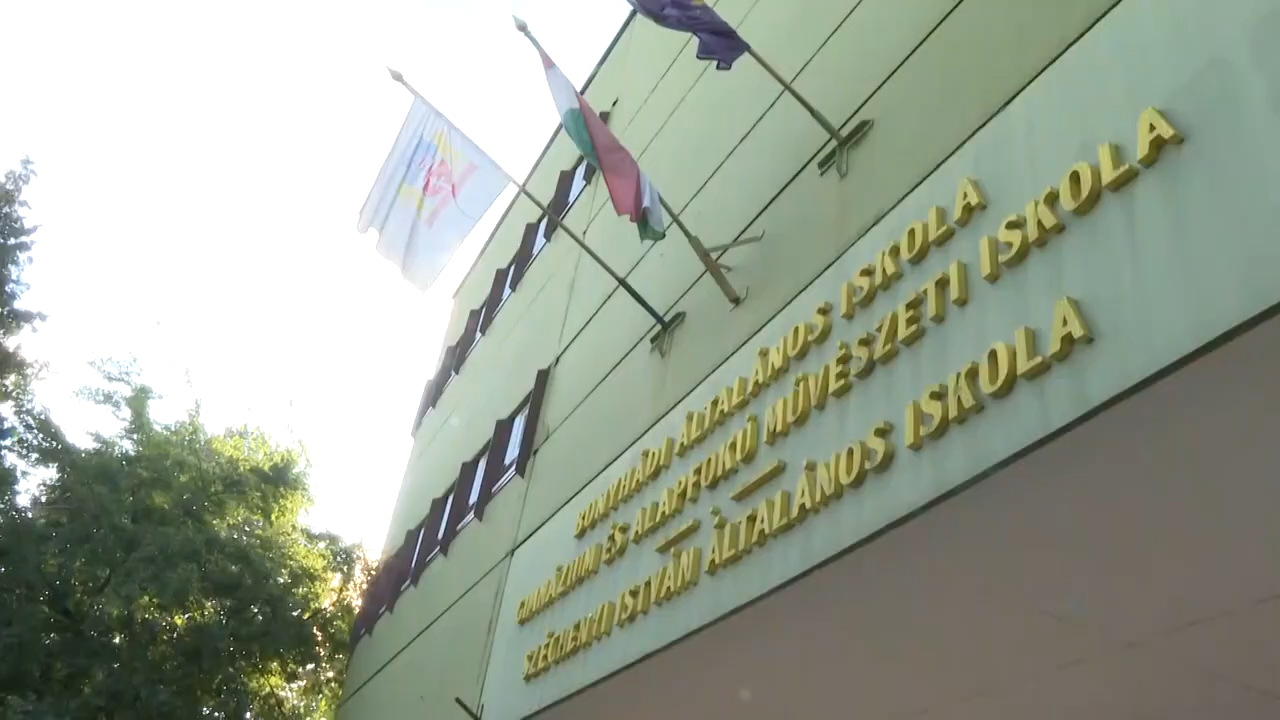 BONYHÁDI ÁLTALÁNOS ISKOLA
GIMNÁZIUM ÉS ALAPFOKÚ MŰVÉSZETI ISKOLA
SZÉCHENYI ISTVÁN ÁLTALÁNOS ISKOLA